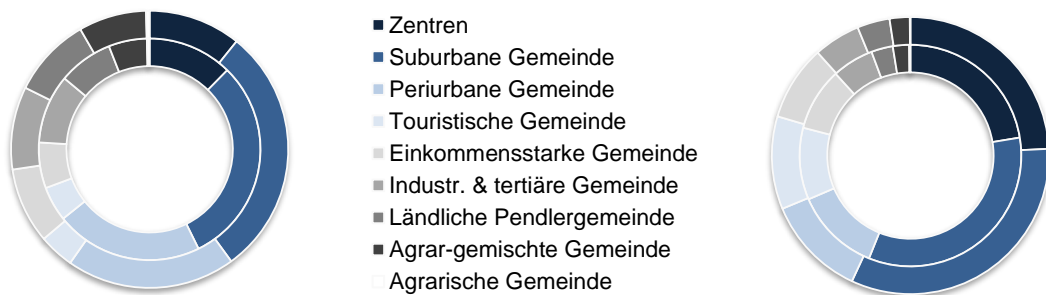 Zentren
Suburbane Gemeinde
Periurbane Gemeinde
Touristische Gemeinde
Einkommensstarke Gemeinde
Industr. & tertiäre Gemeinde
Ländliche Pendlergemeinde
Agrar-gemischte Gemeinde
Agrarische Gemeinde